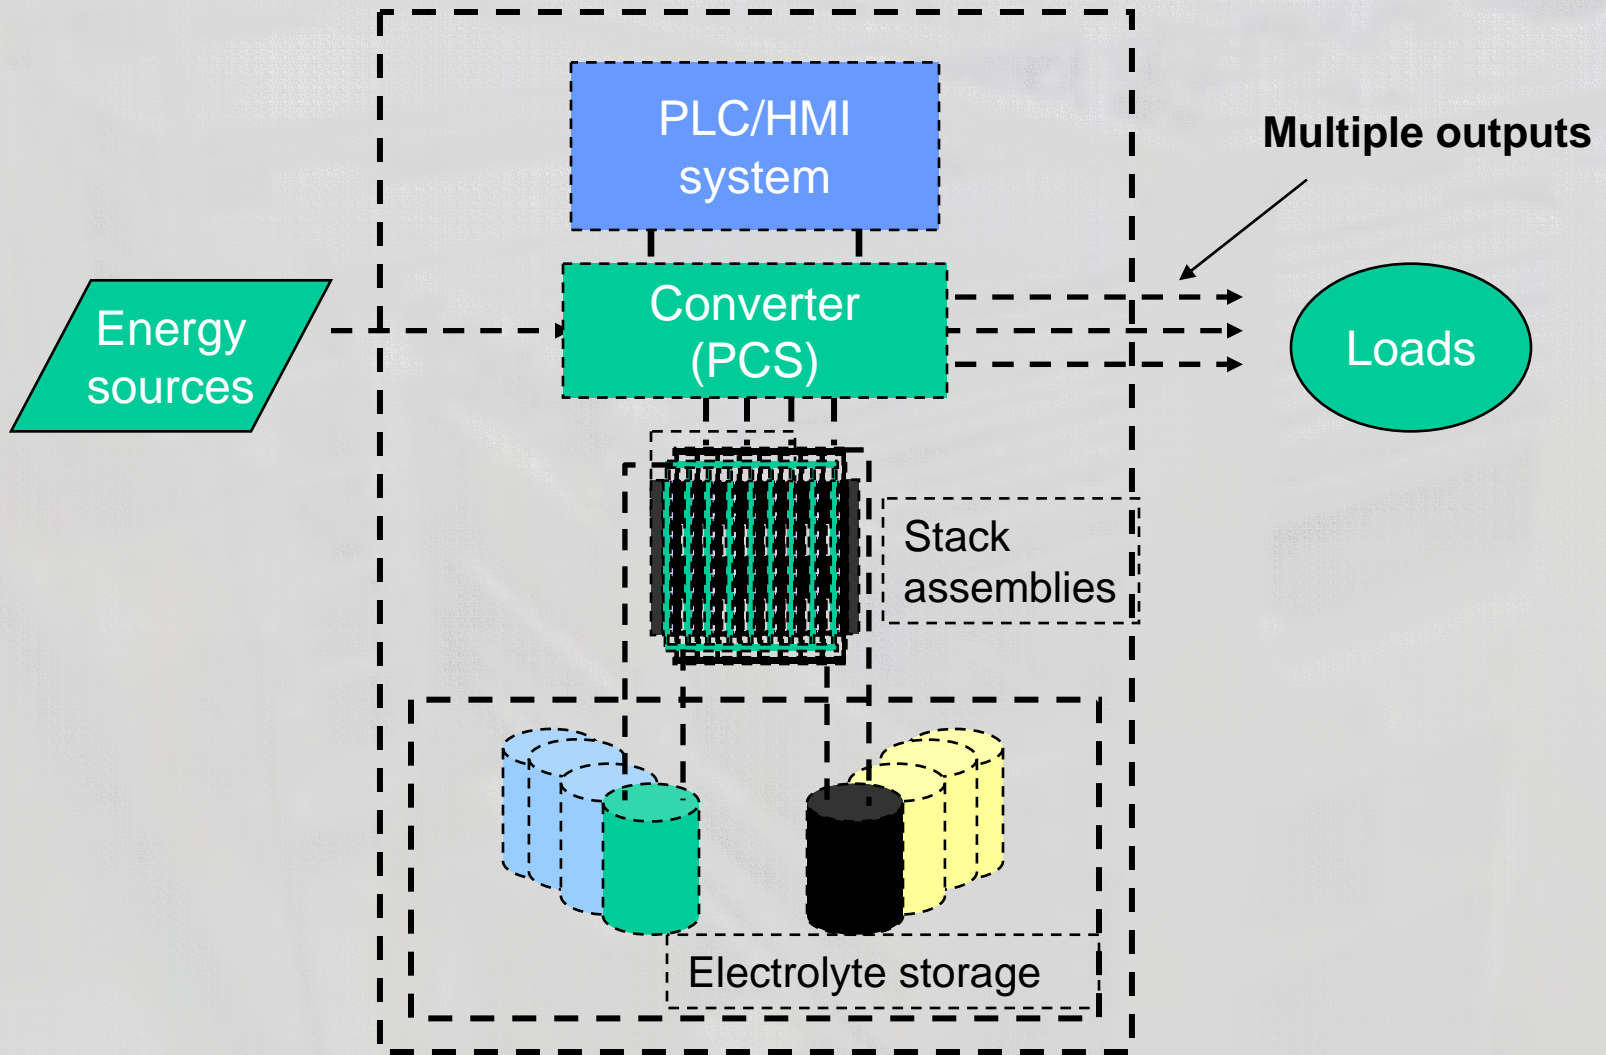 PLC/HMI
system
Multiple outputs
Energy
sources
Converter
(PCS)
Loads
Stack
assemblies
Electrolyte storage